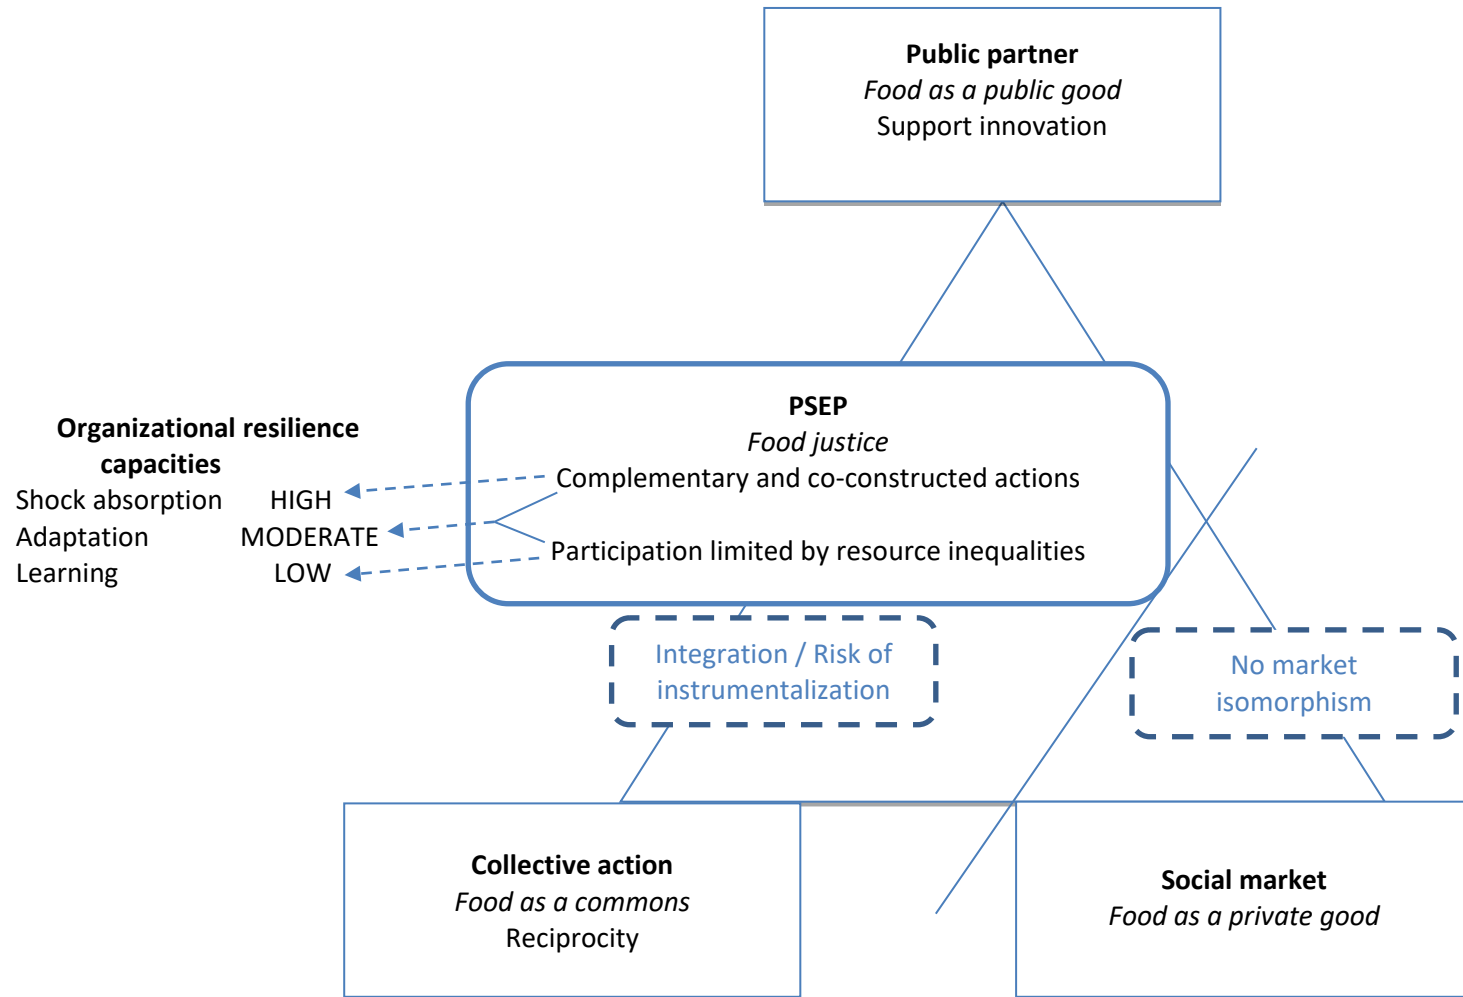 Public partner
Food as a public good
Support innovation
PSEP
Food justice
Complementary and co-constructed actions
Participation limited by resource inequalities
Organizational resilience
capacities
Shock absorption HIGH
Adaptation MODERATE
Learning LOW
Integration / Risk of
instrumentalization
No market
isomorphism
Collective action
Food as a commons
Reciprocity
Social market
Food as a private good